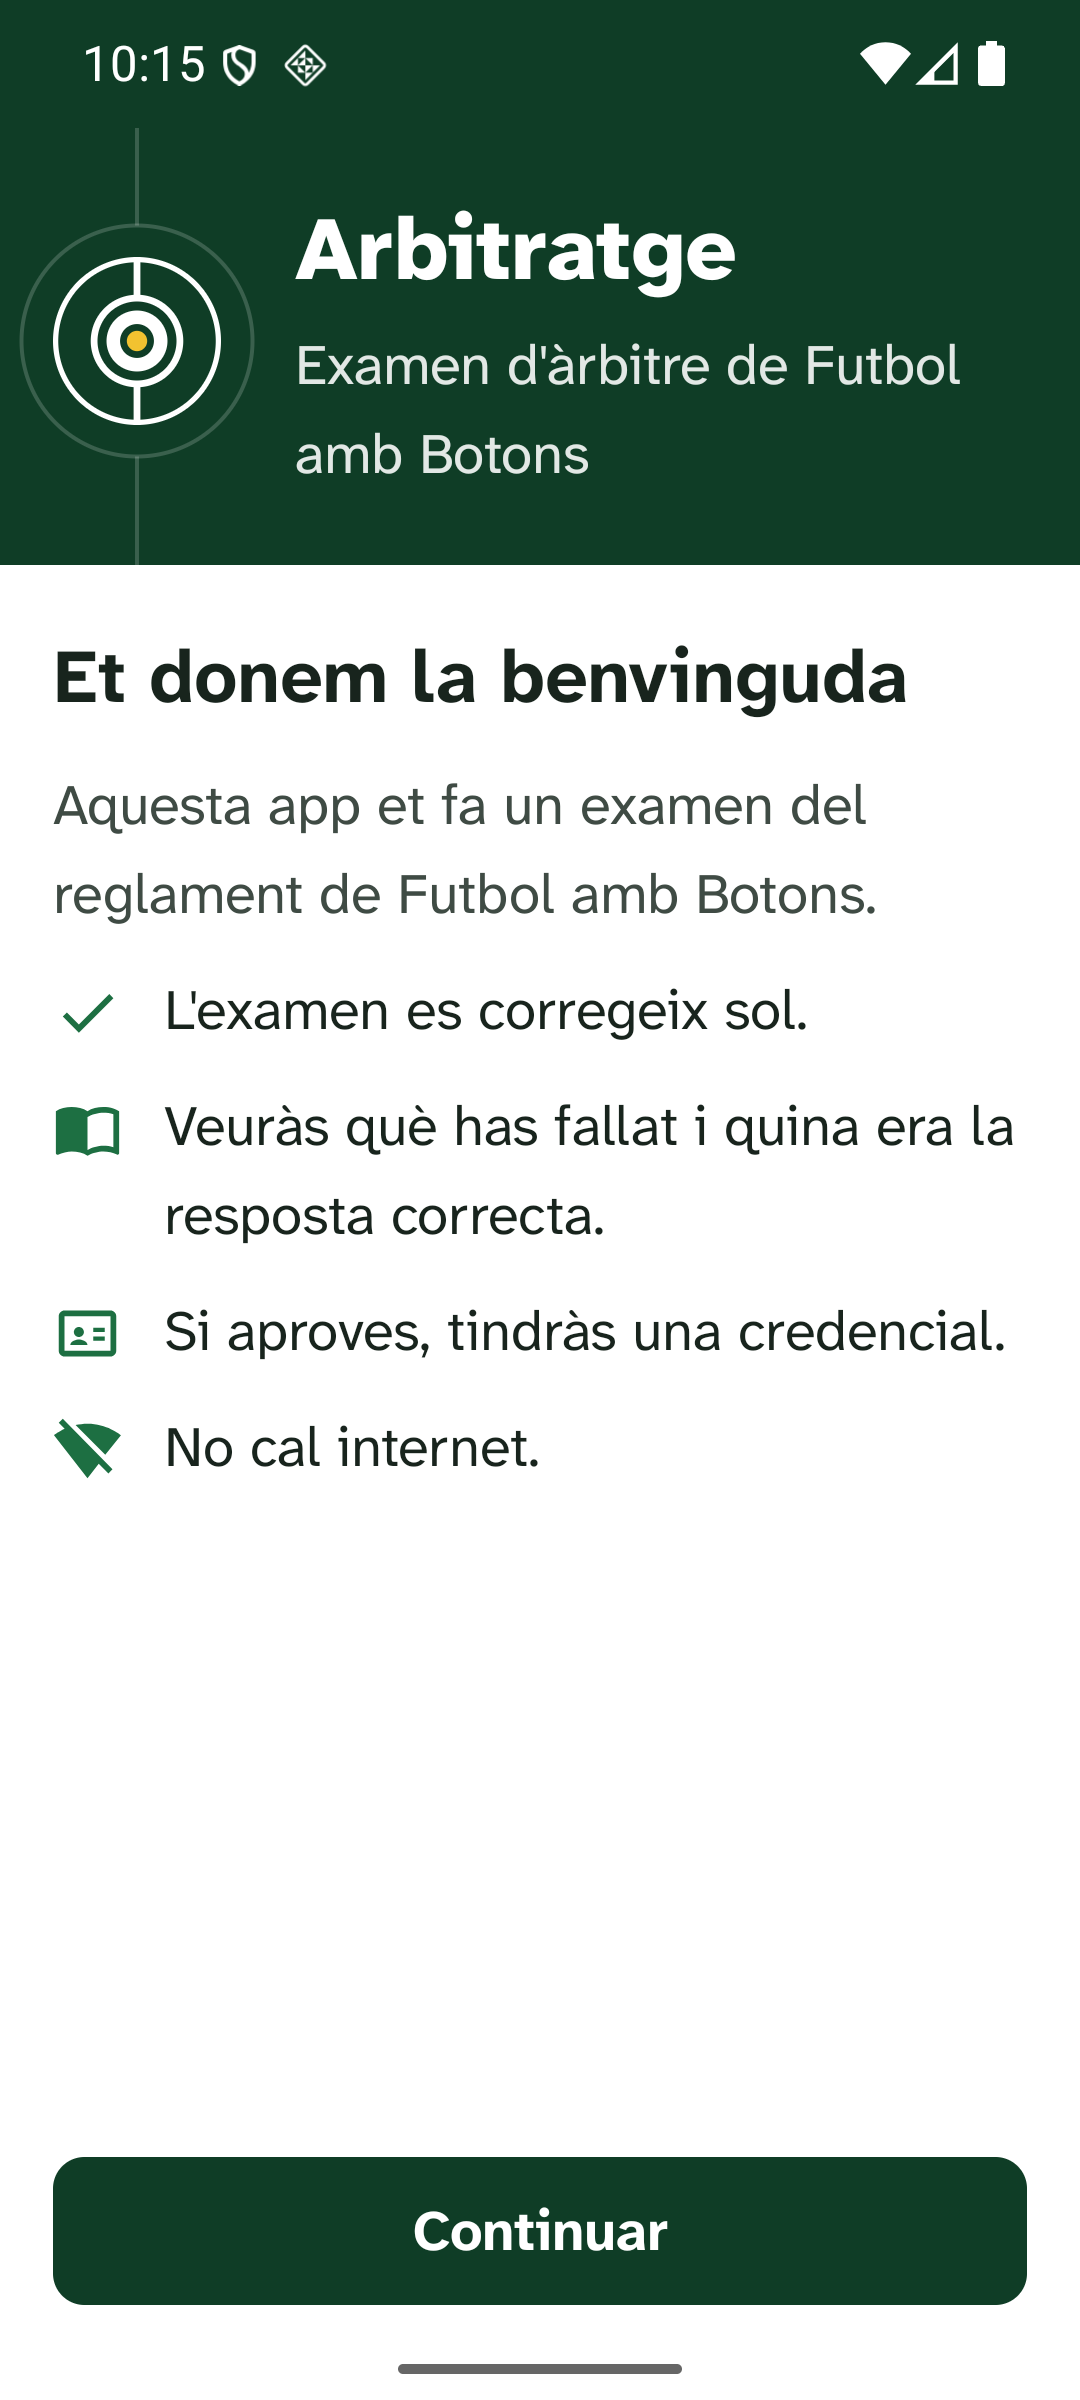 10:15
Arbitratge
Examen d'àrbitre de Futbol
amb Botons
Et donem la benvinguda
Aquesta app et fa un examen del
reglament de Futbol amb Botons.
L'examen es corregeix sol.
Veuràs què has fallat i quina era la
resposta correcta.
Si aproves, tindràs una credencial.
No cal internet.
Continuar